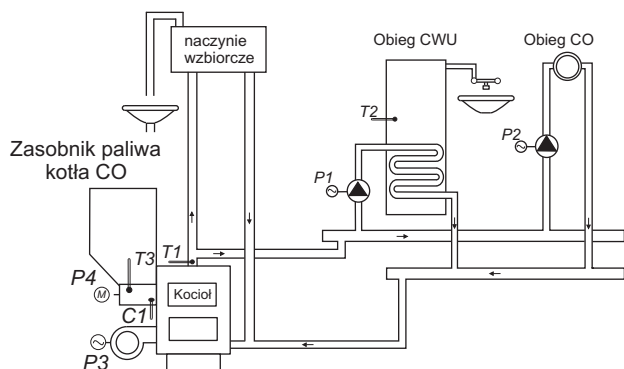 naczynie
wzbiorcze
Obieg CWU
Obieg CO
T2
P2
Zasobnik paliwa
kotła CO
P1
T3
T1
P4
M
Kocioł
C1
P3